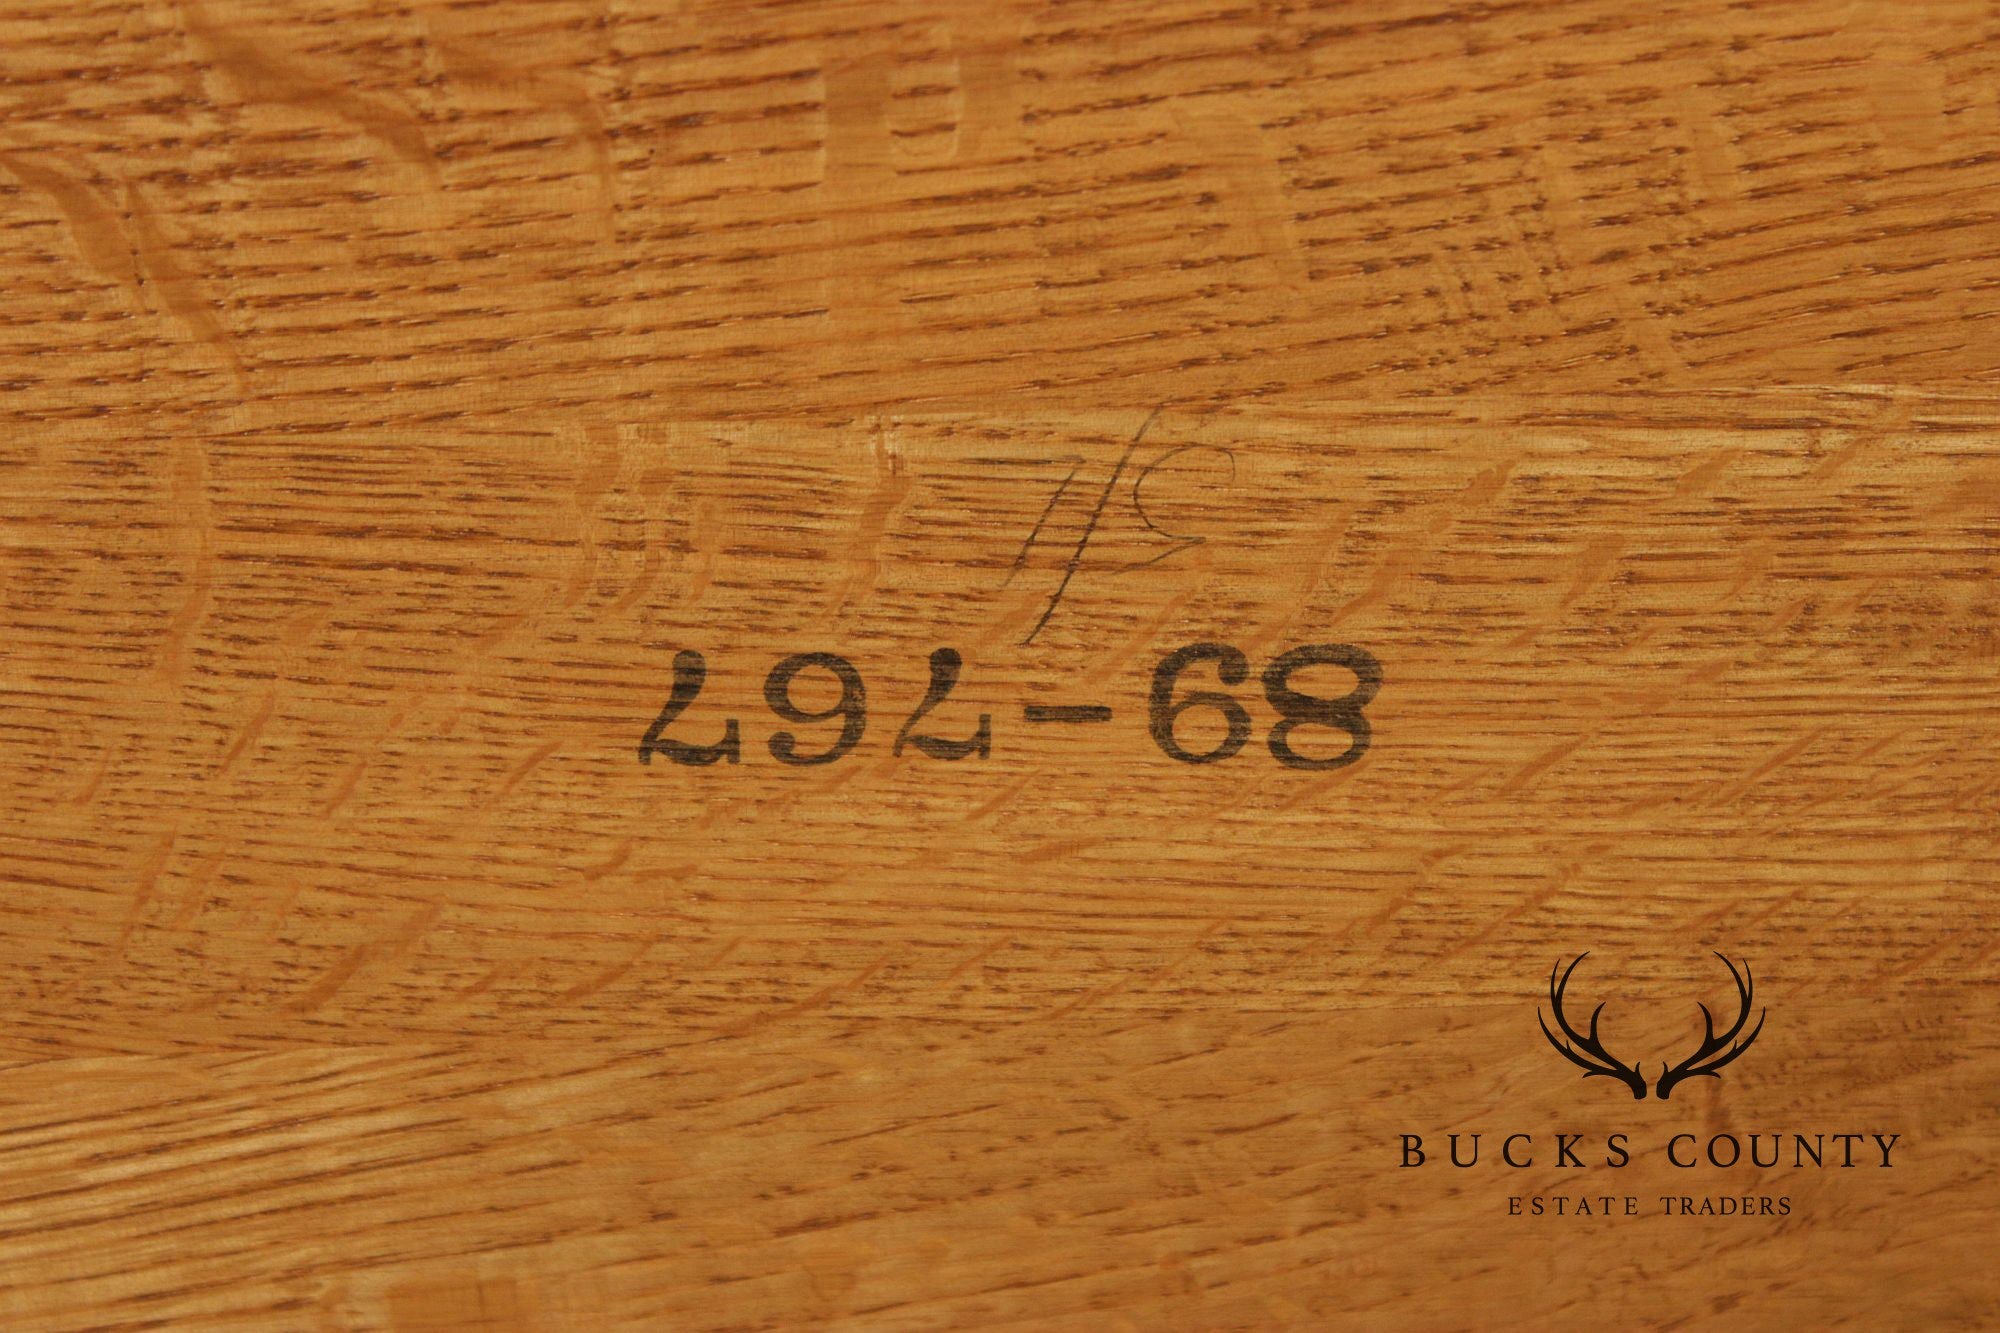 89-767
BUCKS COUNTY
ESTATE TRADERS